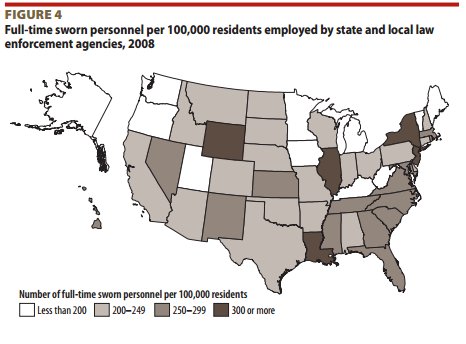 FIGURE 4
Full-time sworn personnel per 100,000 residents employed by state and local law
enforcement agencies, 2008
Number of full-time sworn personnel per 100,000 residents
Less than 200 200–249 250–299 300 or more